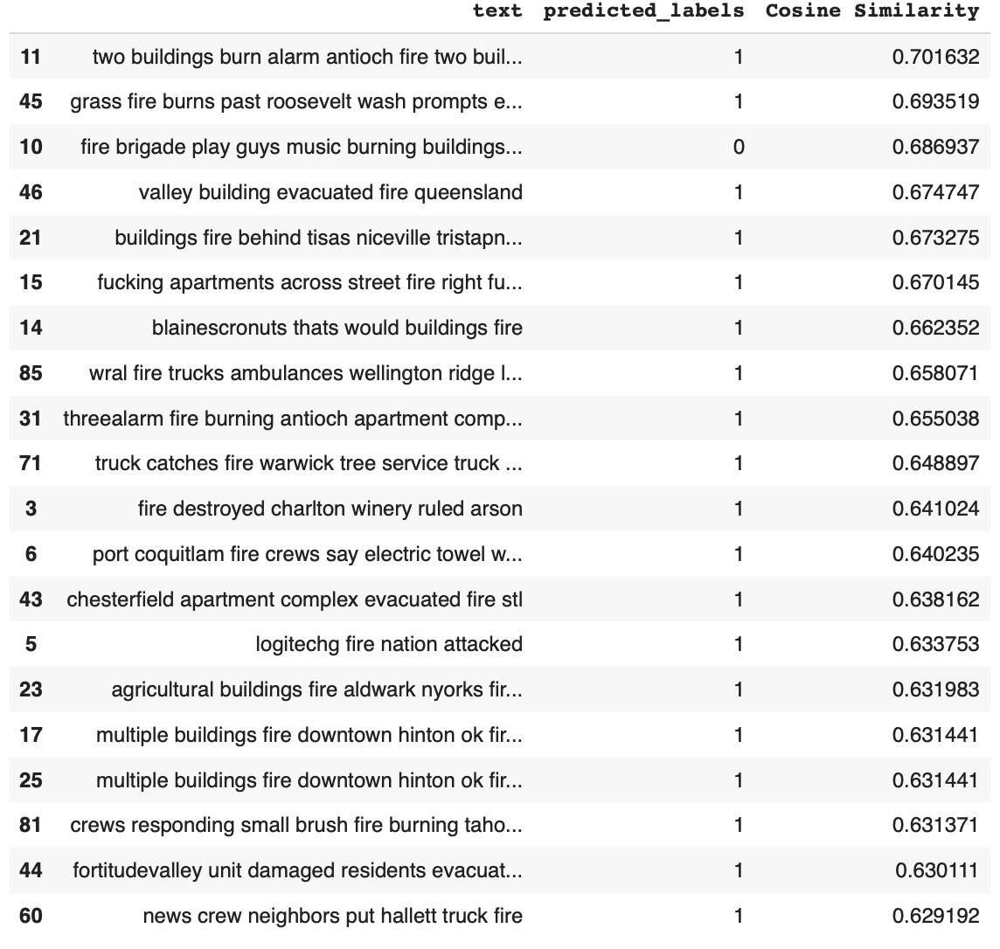 text predicted_labels Cosine Similarity
11 two buildings burn alarm antioch fire two buil... 1 0.701632
45 grass fire burns past roosevelt wash prompts e... 1 0.693519
10 fire brigade play guys music burning buildings... 0 0.686937
46 valley building evacuated fire queensland 1 0.674747
21 buildings fire behind tisas niceville tristapn... 1 0.673275
15 fucking apartments across street fire right fu... 1 0.670145
14 blainescronuts thats would buildings fire 1 0.662352
85 wral fire trucks ambulances wellington ridge l... 1 0.658071
31 threealarm fire burning antioch apartment comp... 1 0.655038
71 truck catches fire warwick tree service truck ... 1 0.648897
3 fire destroyed charlton winery ruled arson 1 0.641024
6 port coquitlam fire crews say electric towel w... 1 0.640235
43 chesterfield apartment complex evacuated fire stl 1 0.638162
5 logitechg fire nation attacked 1 0.633753
23 agricultural buildings fire aldwark nyorks fir... 1 0.631983
17 multiple buildings fire downtown hinton ok fir... 1 0.631441
25 multiple buildings fire downtown hinton ok fir... 1 0.631441
81 crews responding small brush fire burning taho... 1 0.631371
44 fortitudevalley unit damaged residents evacuat... 1 0.630111
60 news crew neighbors put hallett truck fire 1 0.629192